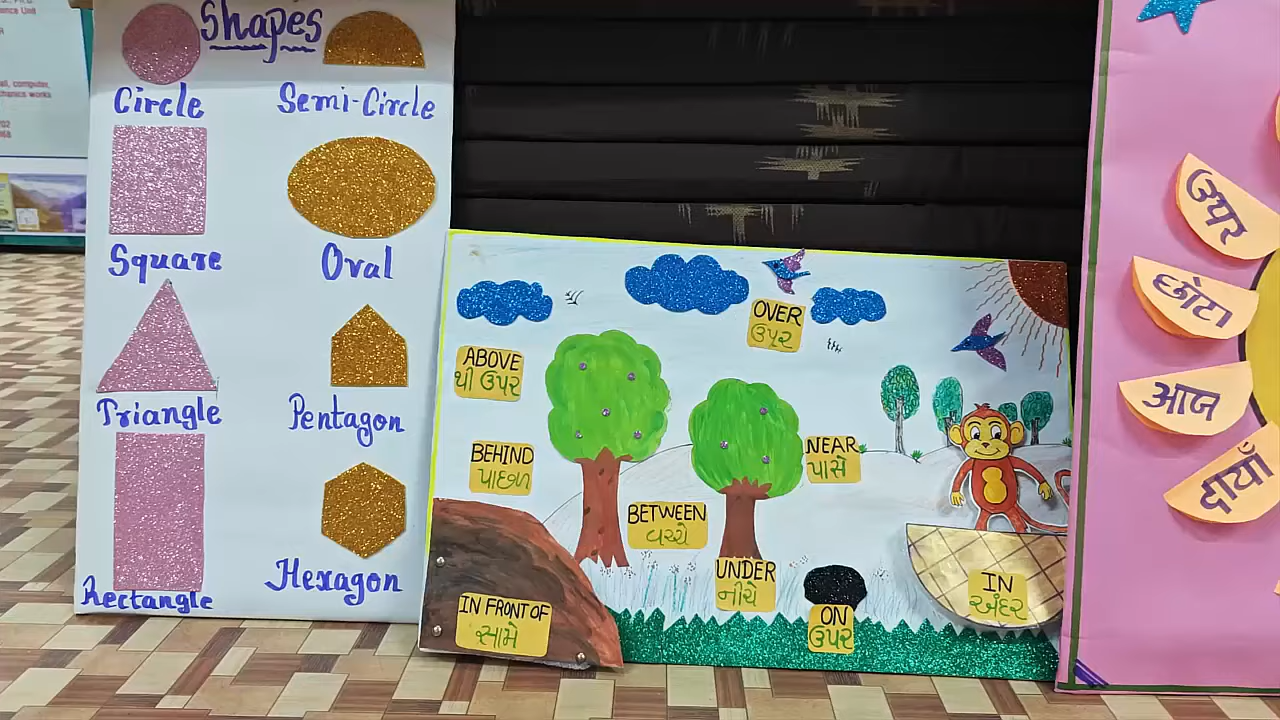 Shapes
Circle
Semi-Circle
Square
Oval
Triangle
Pentagon
Rectangle
Hexagon
OVER
ઉપર
ABOVE
થી ઉપર
BEHIND
પાછળ
NEAR
પાસે
BETWEEN
વચ્ચે
UNDER
નીચે
IN FRONT OF
સામે
ON
ઉપર
IN
અંદર
उपर
छोटा
आज
दायाँ